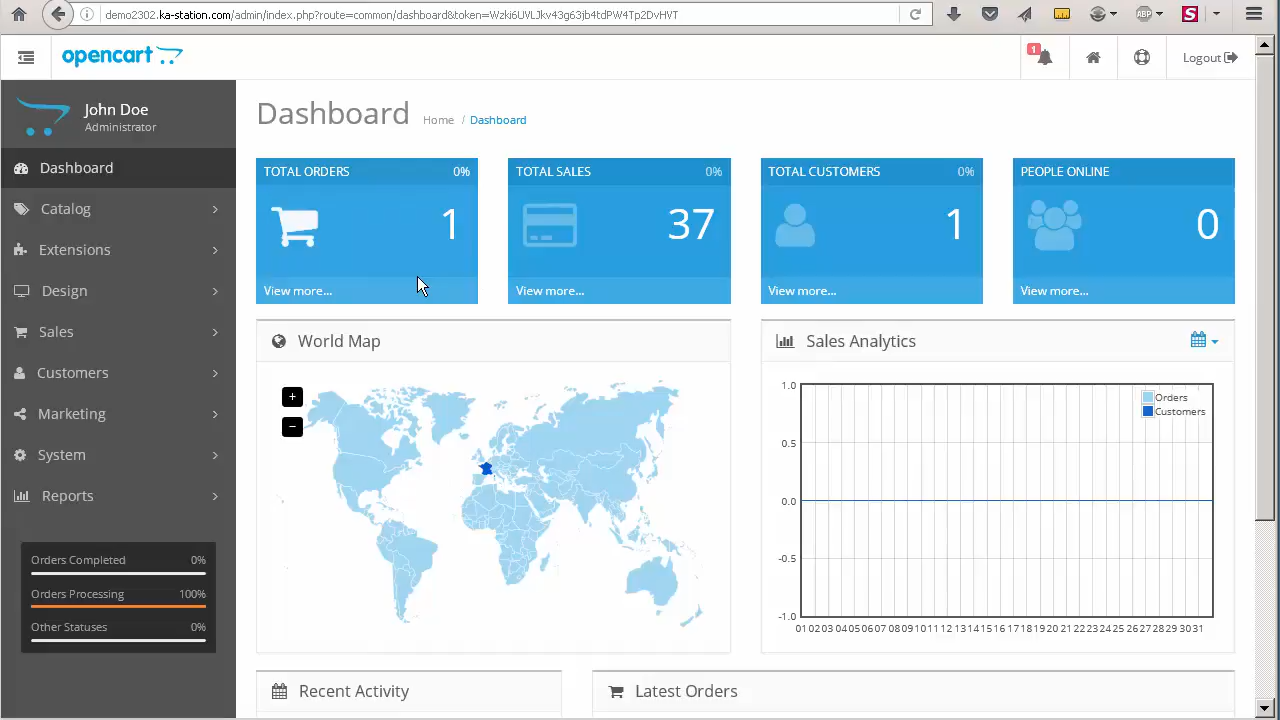 demo2302.ka-station.com/admin/index.php?route=common/dashboard&token=Wzki6UVLJkv43g63jb4tdPW4Tp2DvHVT
ABP
S
opencart
1
Logout
John Doe
Administrator
Dashboard
Home / Dashboard
Dashboard
Catalog
Extensions
Design
Sales
Customers
Marketing
System
Reports
Orders Completed 0%
Orders Processing 100%
Other Statuses 0%
TOTAL ORDERS 0%
1
View more...
TOTAL SALES 0%
37
View more...
TOTAL CUSTOMERS 0%
1
View more...
PEOPLE ONLINE
0
View more...
World Map
+
−
Sales Analytics
Orders
Customers
1.0
0.5
0.0
-0.5
-1.0
01 02 03 04 05 06 07 08 09 10 11 12 13 14 15 16 17 18 19 20 21 22 23 24 25 26 27 28 29 30 31
Recent Activity
Latest Orders